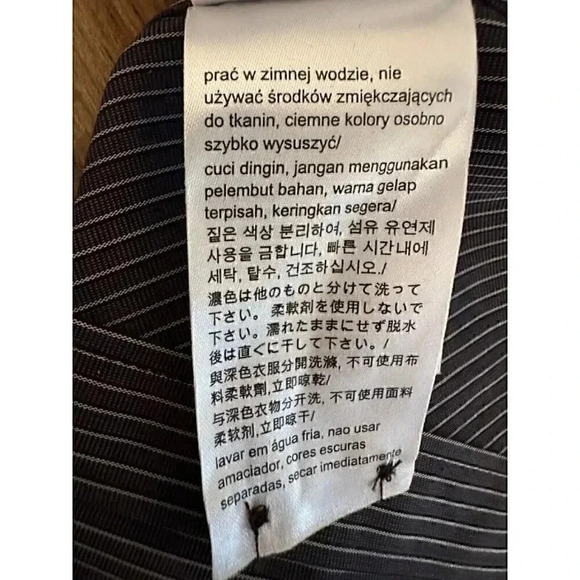 prać w zimnej wodzie, nie
używać środków zmiękczających
do tkanin, ciemne kolory osobno
szybko wysuszyć/
cuci dingin, jangan menggunakan
pelembut bahan, warna gelap
terpisah, keringkan segera/
짙은 색상 분리하여, 섬유 유연제
사용을 금합니다, 빠른 시간내에
세탁, 탈수, 건조하십시오./
濃色は他のものと分けて洗って
下さい。柔軟剤を使用しないで
下さい。濡れたままにせず脱水
後は直ぐに干して下さい。/
與深色衣服分開洗滌, 不可使用布
料柔軟劑,立即晾乾/
与深色衣物分开洗, 不可使用面料
柔软剂,立即晾干/
lavar em água fria, nao usar
amaciador, cores escuras
separadas, secar imediatamente